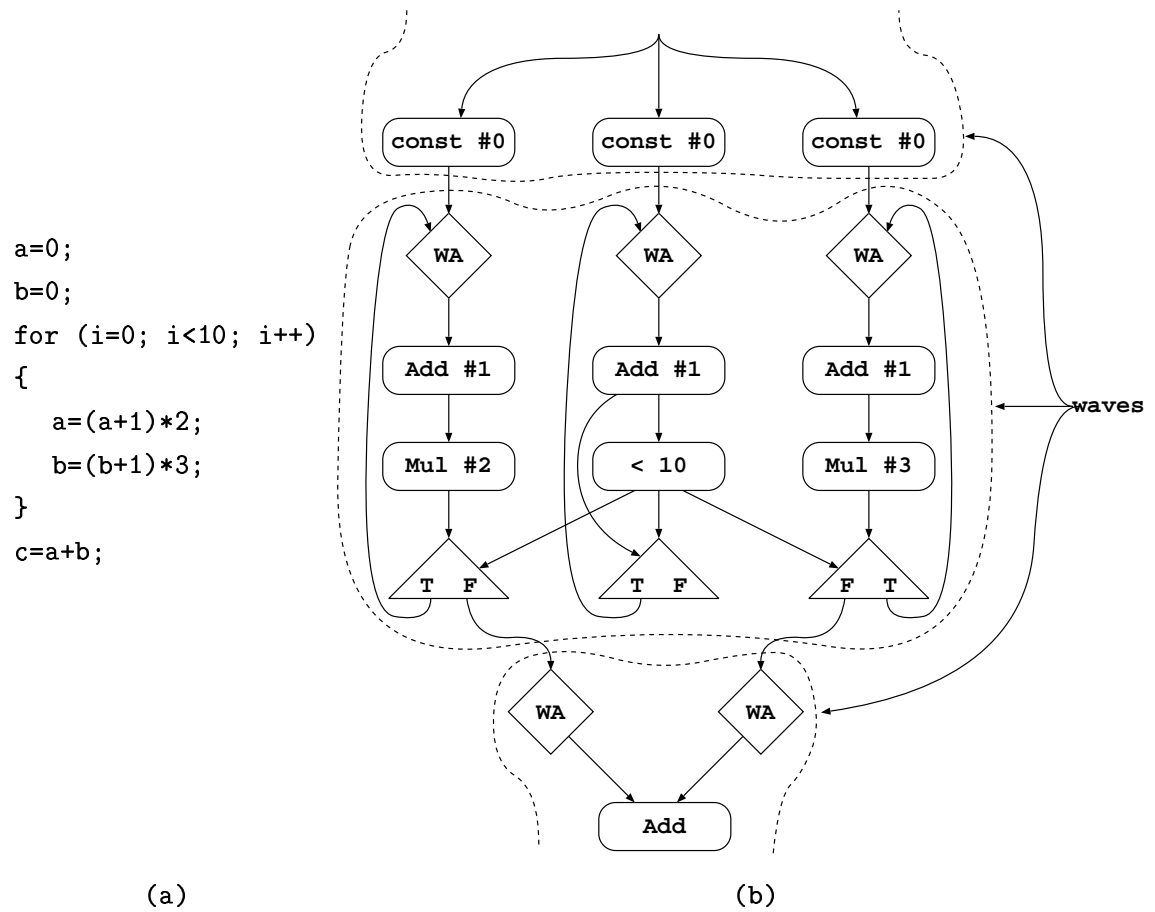 a=0;
b=0;
for (i=0; i<10; i++)
{
a=(a+1)*2;
b=(b+1)*3;
}
c=a+b;
(a)
const #0 const #0 const #0
WA WA WA
Add #1 Add #1 Add #1
Mul #2 < 10 Mul #3
T F T F F T
waves
WA WA
Add
(b)